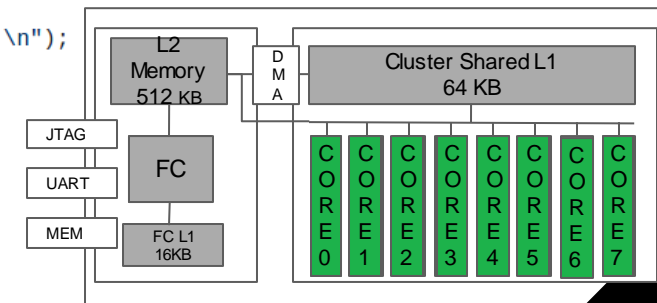 \n");
L2
Memory
512 KB
D
M
A
Cluster Shared L1
64 KB
JTAG
UART
MEM
FC
FC L1
16KB
C
O
R
E
0
C
O
R
E
1
C
O
R
E
2
C
O
R
E
3
C
O
R
E
4
C
O
R
E
5
C
O
R
E
6
C
O
R
E
7